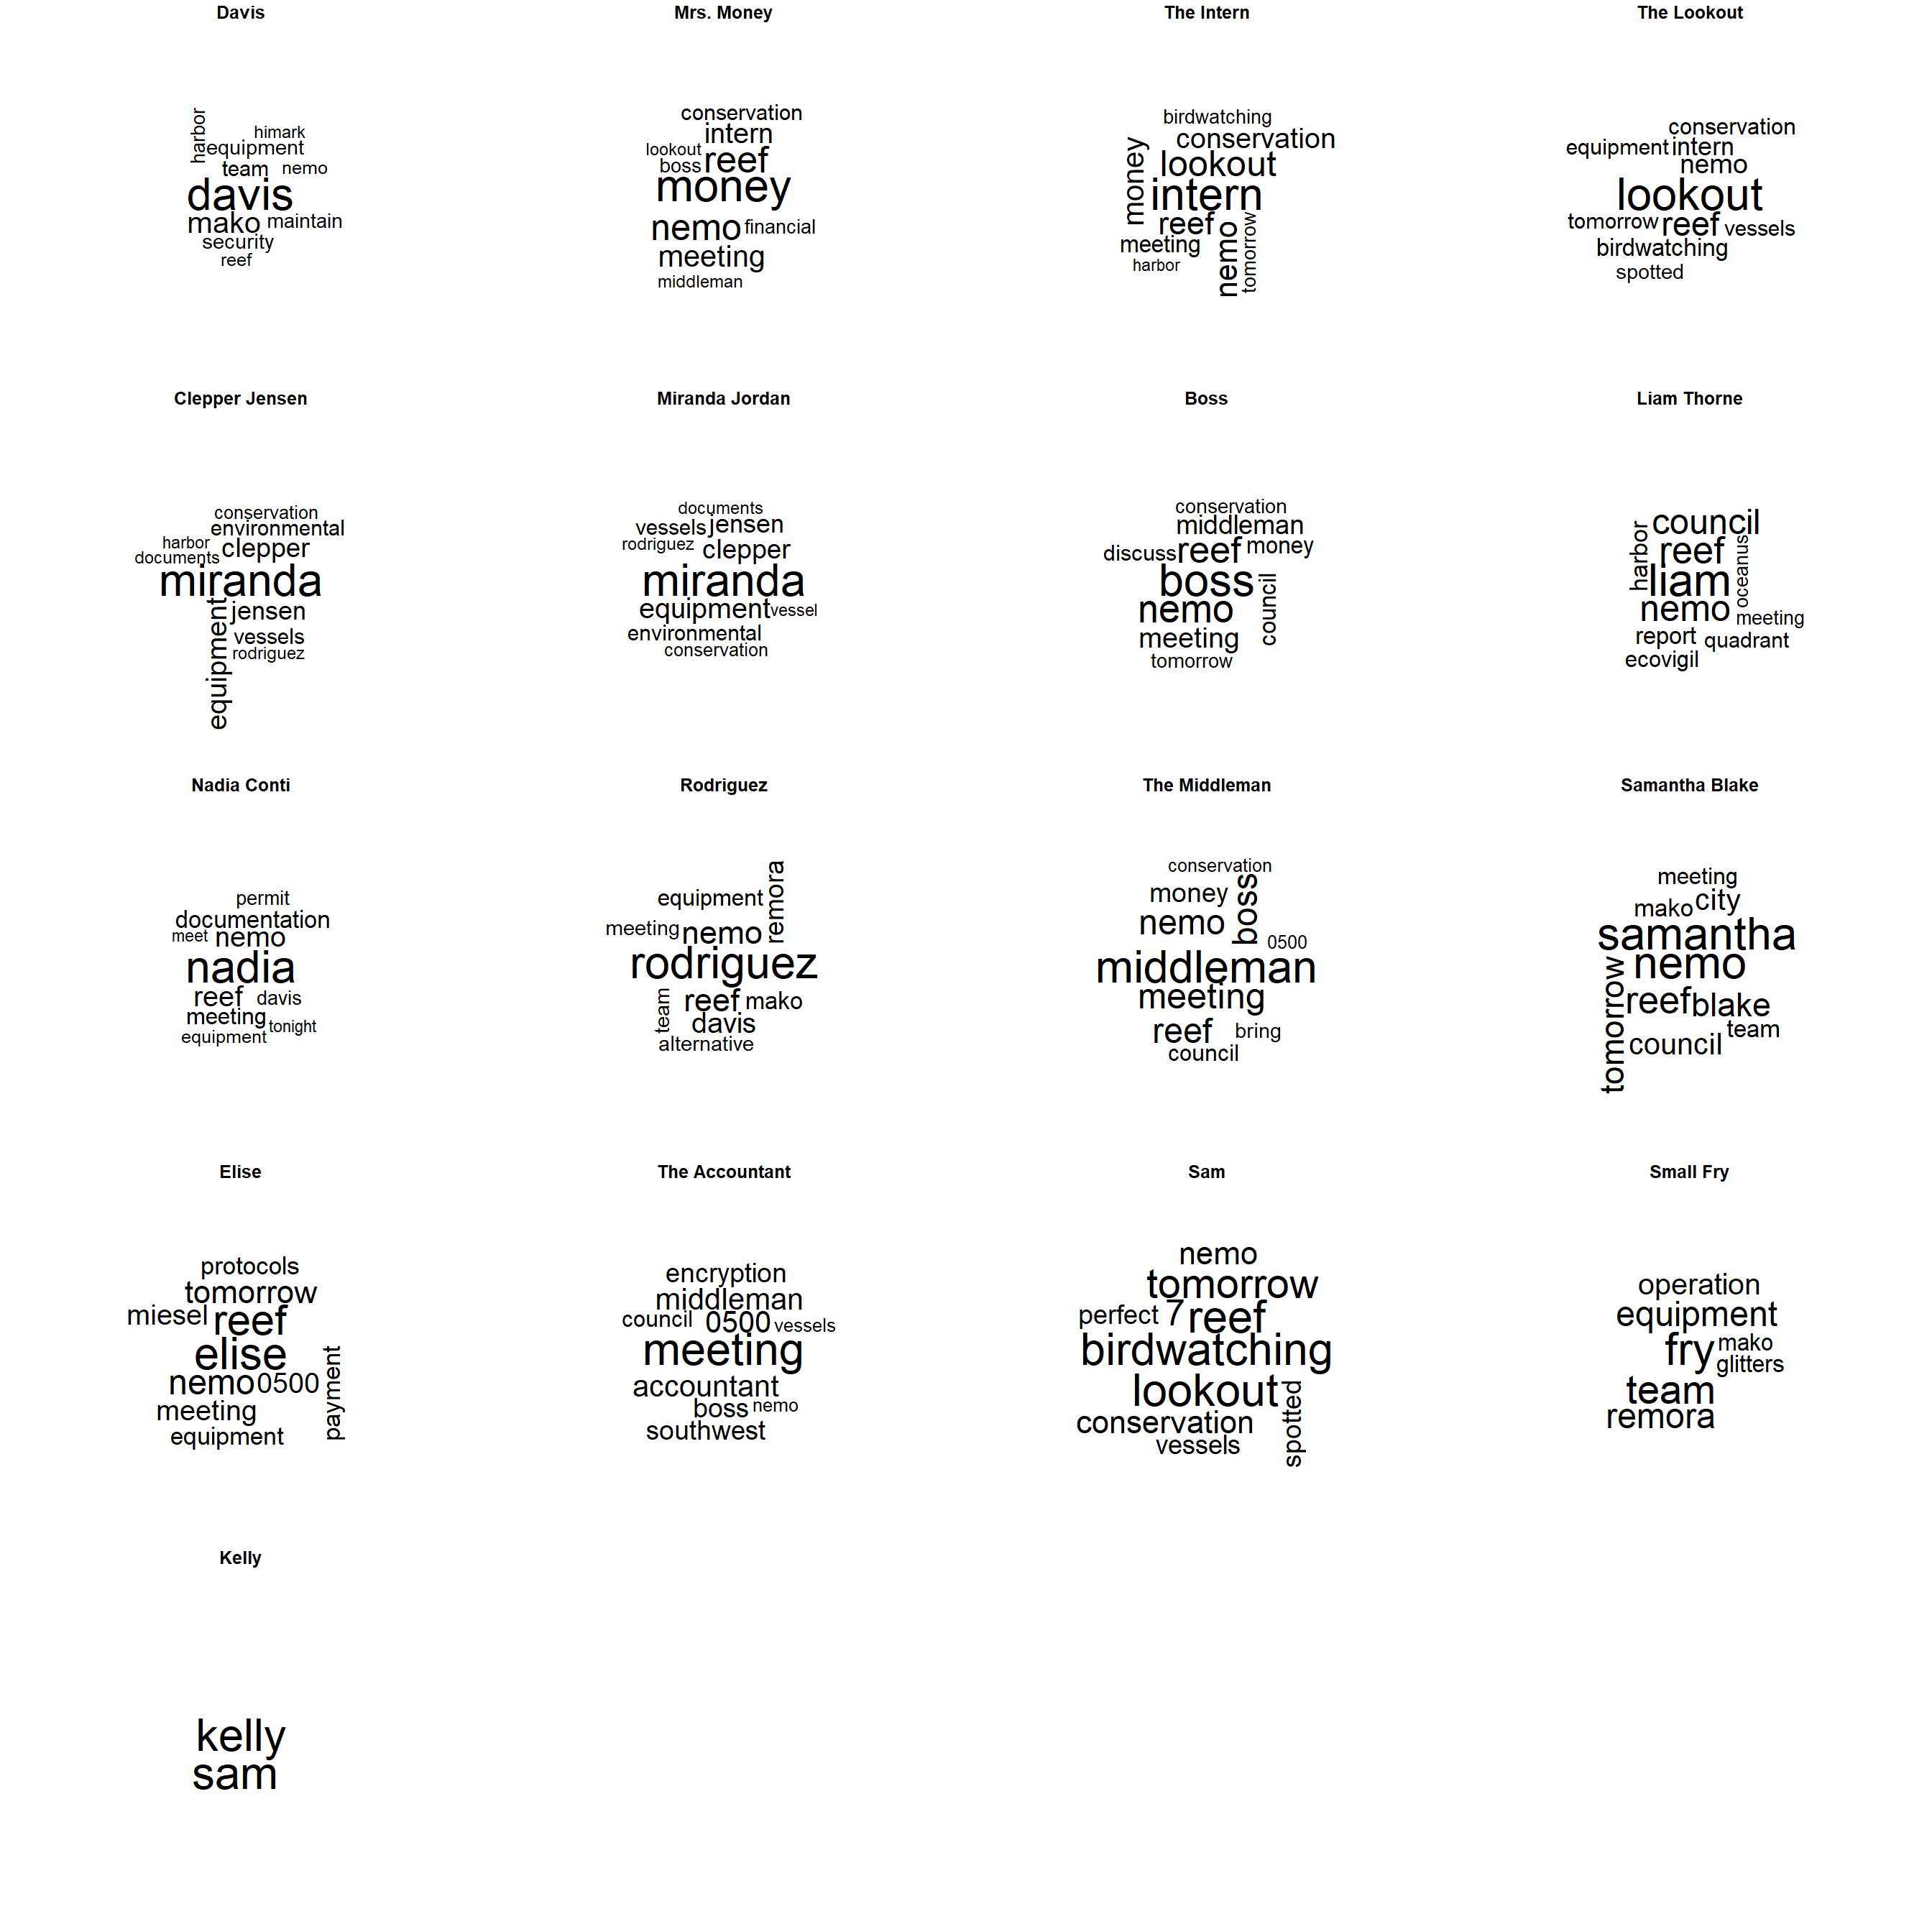 Davis
harbor
himark
equipment
team nemo
davis
mako maintain
security
reef
Mrs. Money
conservation
intern
lookout
boss reef
money
nemo financial
meeting
middleman
The Intern
birdwatching
conservation
money
lookout
intern
reef
meeting
nemo
tomorrow
harbor
The Lookout
conservation
equipment intern
nemo
lookout
tomorrow reef vessels
birdwatching
spotted
Clepper Jensen
conservation
environmental
harbor
documents clepper
miranda
equipment
jensen
vessels
rodriguez
Miranda Jordan
documents
vessels jensen
rodriguez clepper
miranda
equipment vessel
environmental
conservation
Boss
conservation
middleman
discuss reef money
boss
council
nemo
meeting
tomorrow
Liam Thorne
council
harbor
reef
oceanus
liam
nemo meeting
report quadrant
ecovigil
Nadia Conti
permit
documentation
meet nemo
nadia
reef davis
meeting tonight
equipment
Rodriguez
remora
equipment
meeting nemo
rodriguez
team
reef mako
davis
alternative
The Middleman
conservation
money
boss
nemo
0500
middleman
meeting
reef bring
council
Samantha Blake
meeting
mako city
samantha
nemo
tomorrow
reef blake
council team
Elise
protocols
tomorrow
miesel reef
elise
nemo 0500
payment
meeting
equipment
The Accountant
encryption
middleman
council 0500 vessels
meeting
accountant
boss nemo
southwest
Sam
nemo
tomorrow
perfect 7 reef
birdwatching
lookout
spotted
conservation
vessels
Small Fry
operation
equipment
fry mako
glitters
team
remora
Kelly
kelly
sam